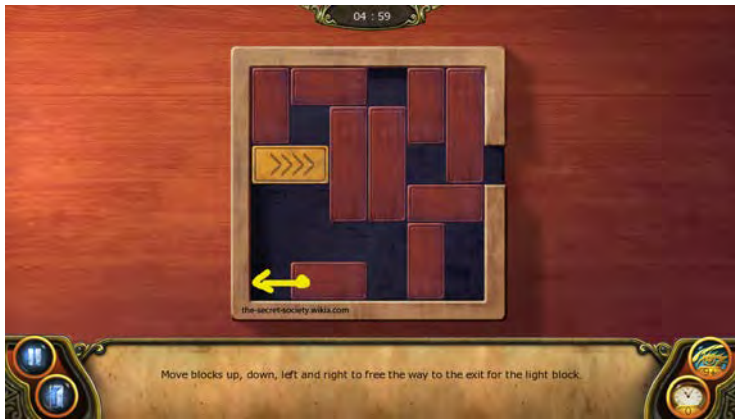 04 : 59
the-secret-society.wikia.com
Move blocks up, down, left and right to free the way to the exit for the light block.